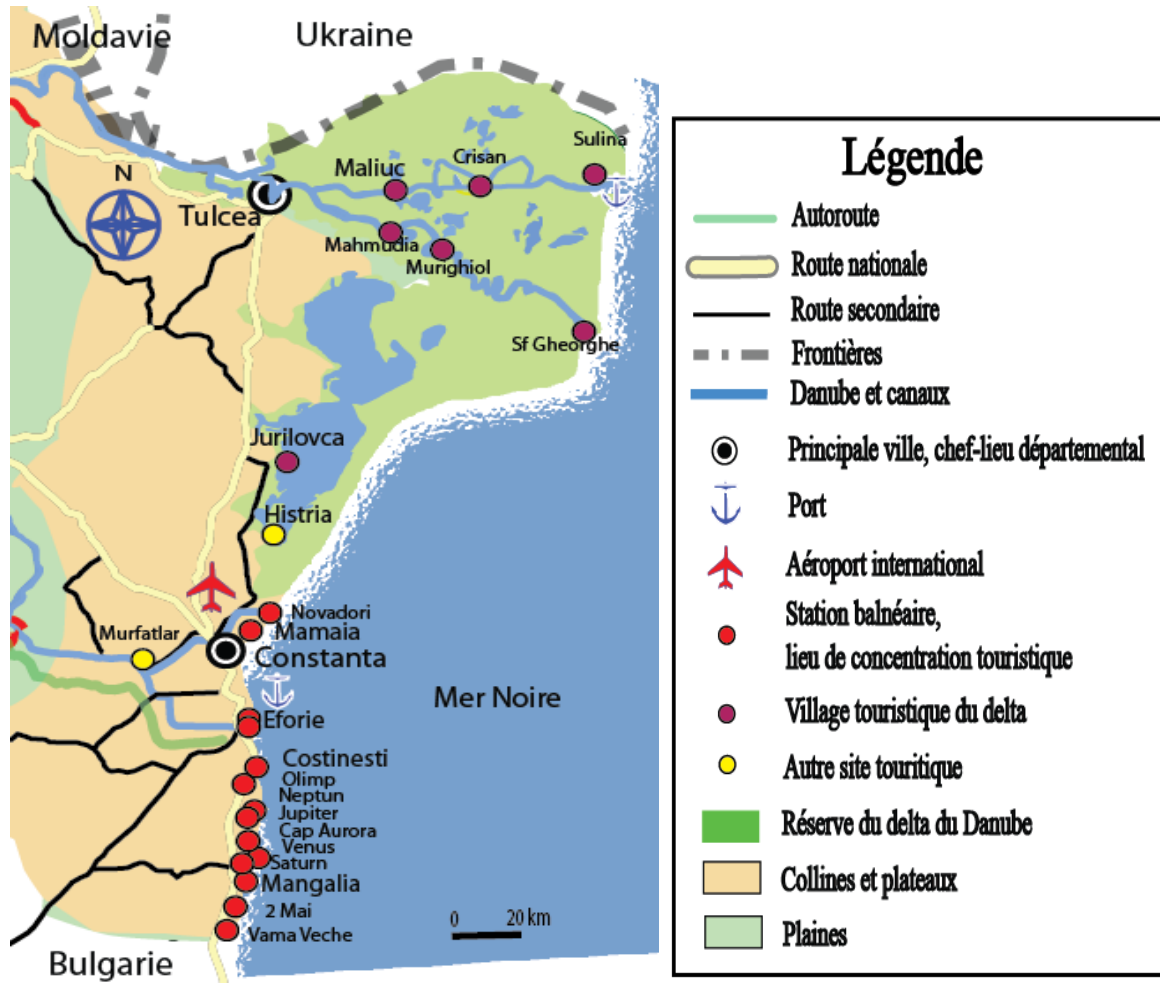 Moldavie
Ukraine
Sulina
Crisan
Maliuc
N
Tulcea
Mahmudia
Murighiol
Sf Gheorghe
Jurilovca
Histria
Novadori
Mamaia
Murfatlar
Constanta
Mer Noire
Eforie
Costinesti
Olimp
Neptun
Jupiter
Cap Aurora
Venus
Saturn
Mangalia
2 Mai
Vama Veche
0 20 km
Bulgarie
Légende
Autoroute
Route nationale
Route secondaire
Frontières
Danube et canaux
Principale ville, chef-lieu départemental
Port
Aéroport international
Station balnéaire,
lieu de concentration touristique
Village touristique du delta
Autre site touritique
Réserve du delta du Danube
Collines et plateaux
Plaines